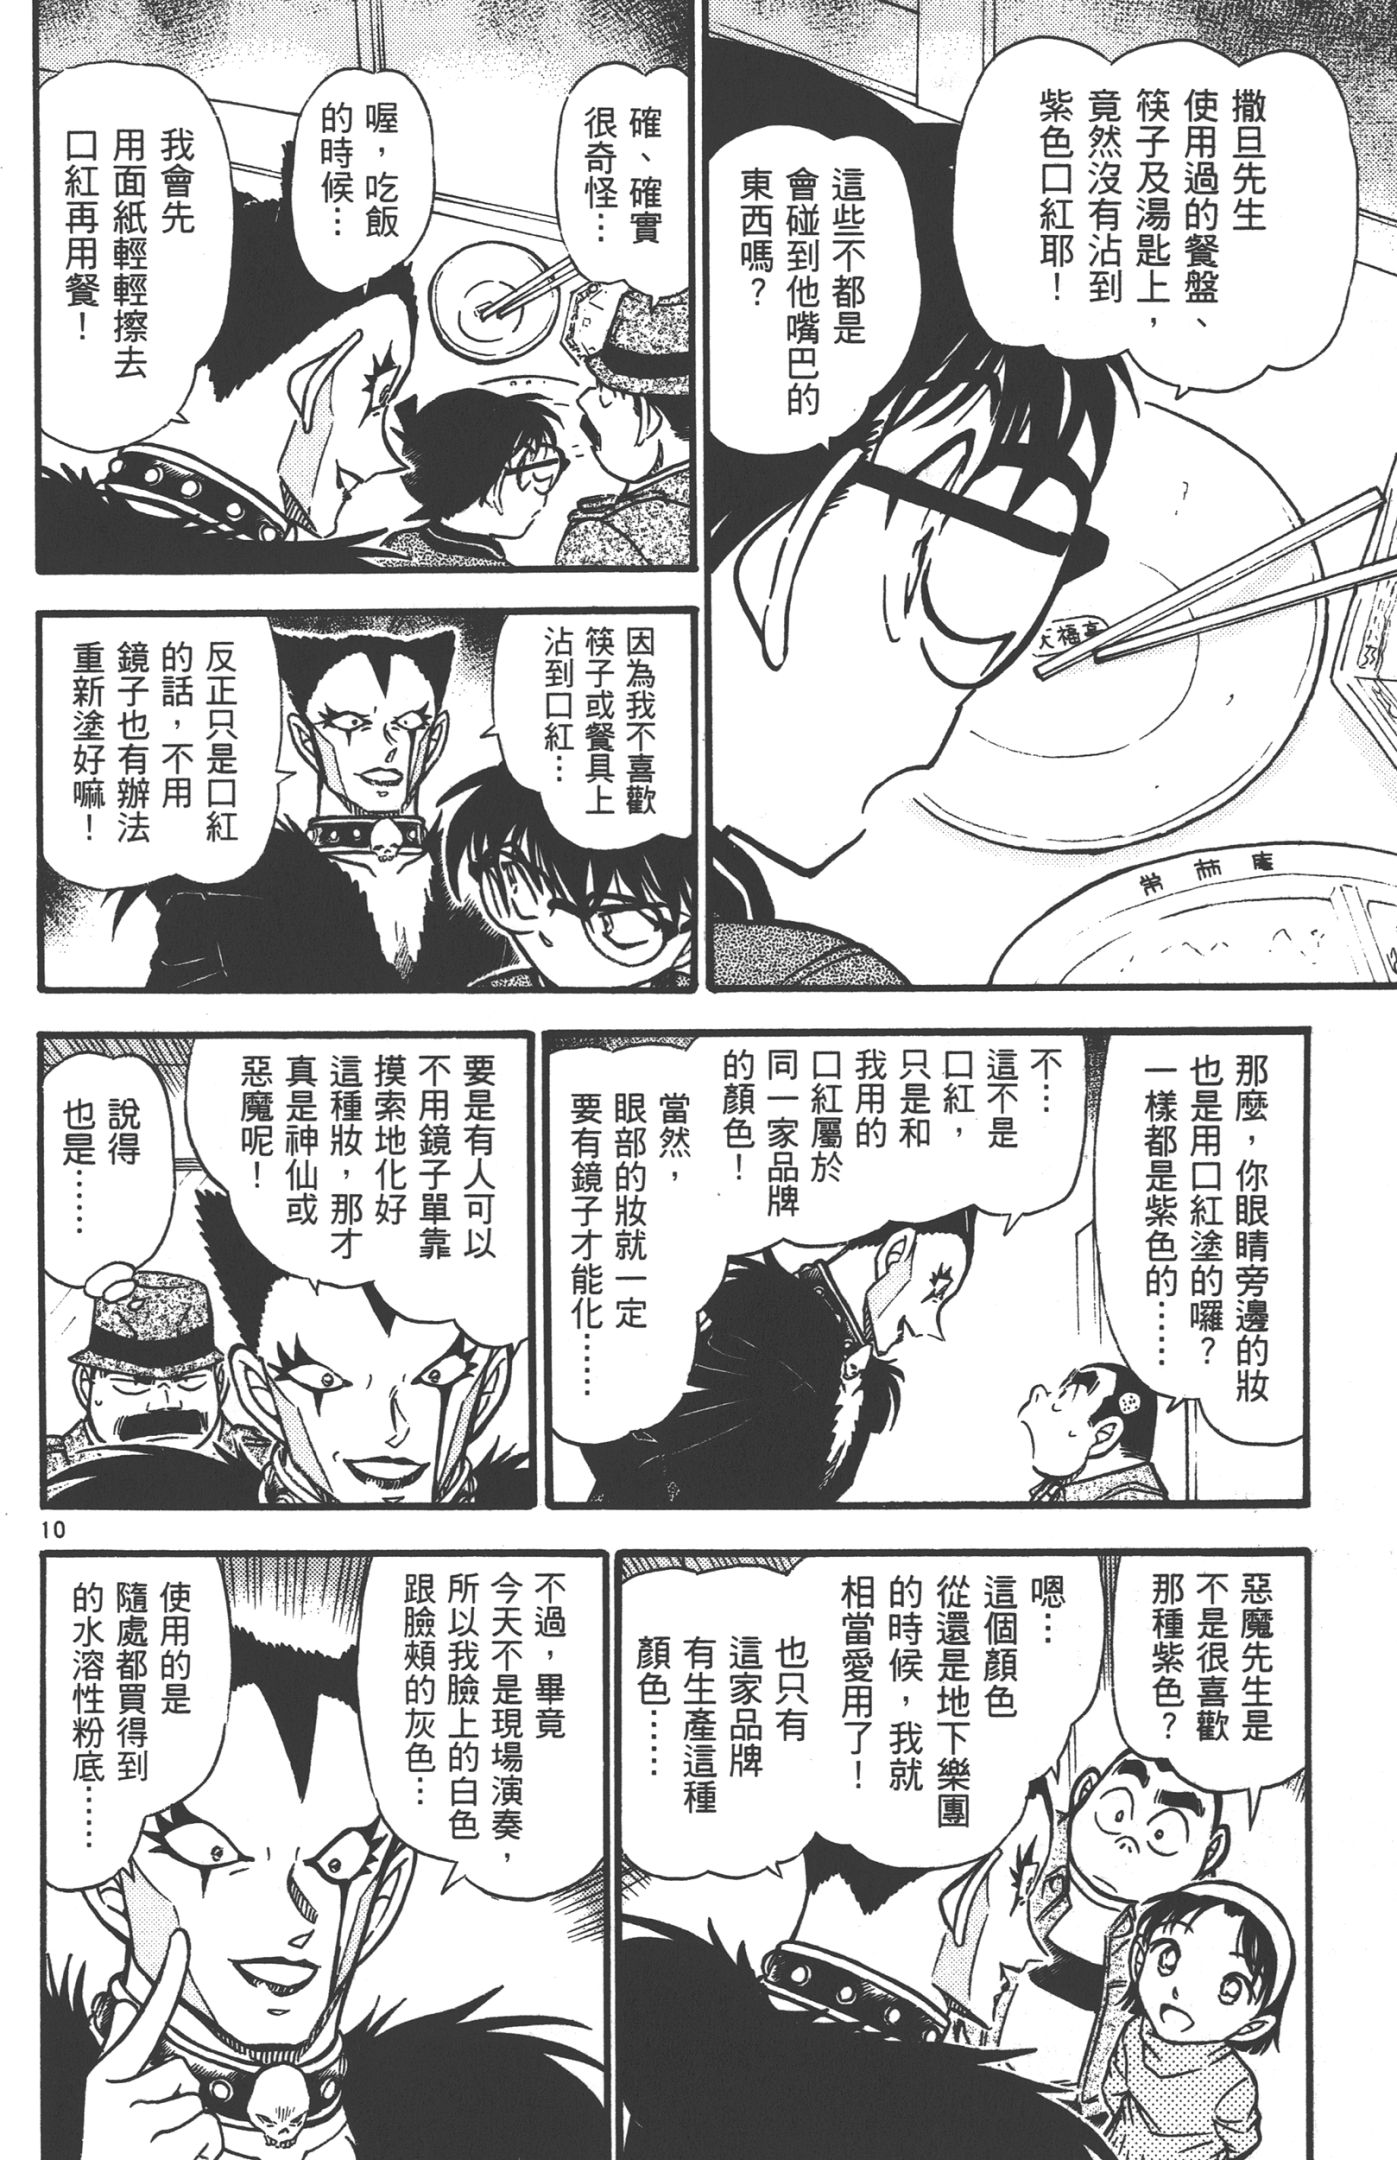 撒旦先生
使用過的餐盤、
筷子及湯匙上，
竟然沒有沾到
紫色口紅耶！
這些不都是
會碰到他嘴巴的
東西嗎？
大福亭
常林庵
確、確實
很奇怪…
喔，吃飯
的時候…
我會先
用面紙輕輕擦去
口紅再用餐！
因為我不喜歡
筷子或餐具上
沾到口紅…
反正只是口紅
的話，不用
鏡子也有辦法
重新塗好嘛！
那麼，你眼睛旁邊的妝
也是用口紅塗的囉？
一樣都是紫色的……
不…
這不是
口紅，
只是和
我用的
口紅屬於
同一家品牌
的顏色！
當然，
眼部的妝就一定
要有鏡子才能化……
要是有人可以
不用鏡子單靠
摸索地化好
這種妝，那才
真是神仙或
惡魔呢！
說得
也是……
10
惡魔先生是
不是很喜歡
那種紫色？
嗯…
這個顏色
從還是地下樂團
的時候，我就
相當愛用了！
也只有
這家品牌
有生產這種
顏色……
不過，畢竟
今天不是現場演奏，
所以我臉上的白色
跟臉頰的灰色…
使用的是
隨處都買得到
的水溶性粉底……